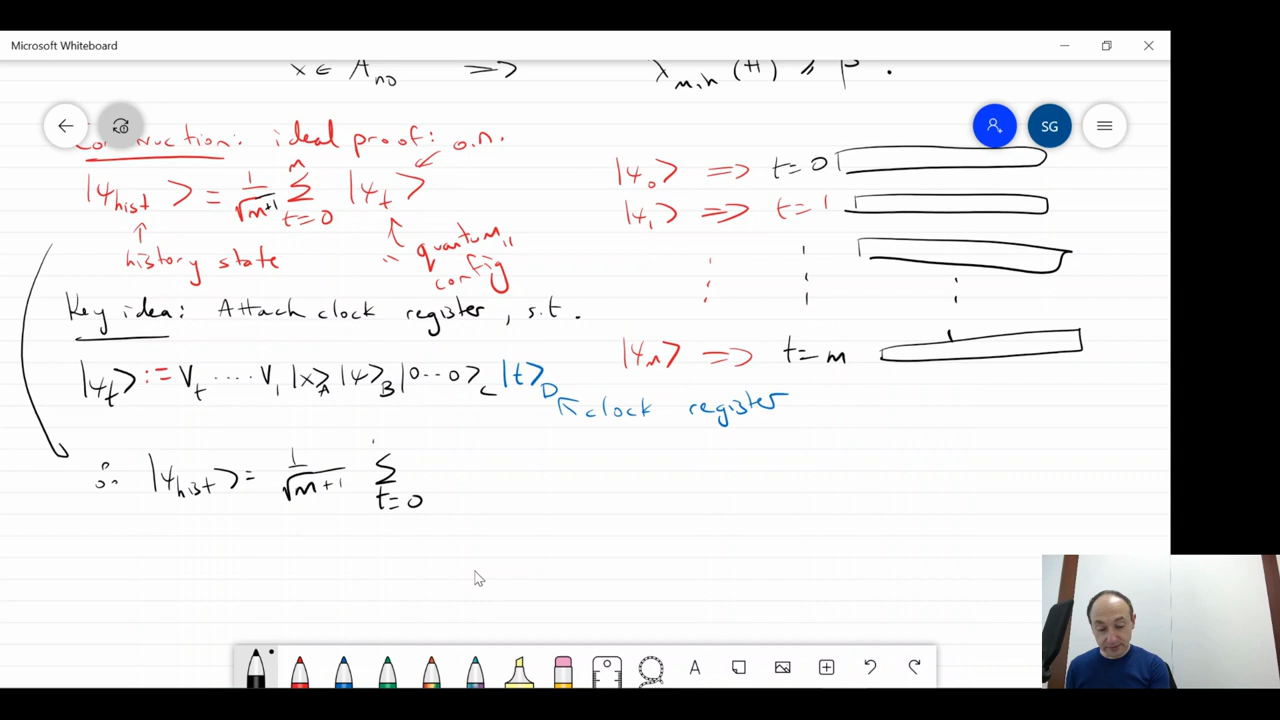 Microsoft Whiteboard
x ∈ A_no => λ_min(H) ≥ β.
Construction: ideal proof: o.n.
|ψ_hist> = 1/√m+1 Σ_{t=0}^{m} |ψ_t>
history state
"quantum config"
|ψ_0> => t=0
|ψ_1> => t=1
|ψ_m> => t=m
Key idea: Attach clock register, s.t.
|ψ_t> := V_t ···· V_1 |x>_A |ψ>_B |0···0>_C |t>_D
clock register
∴ |ψ_hist> = 1/√m+1 Σ_{t=0}
SG
A